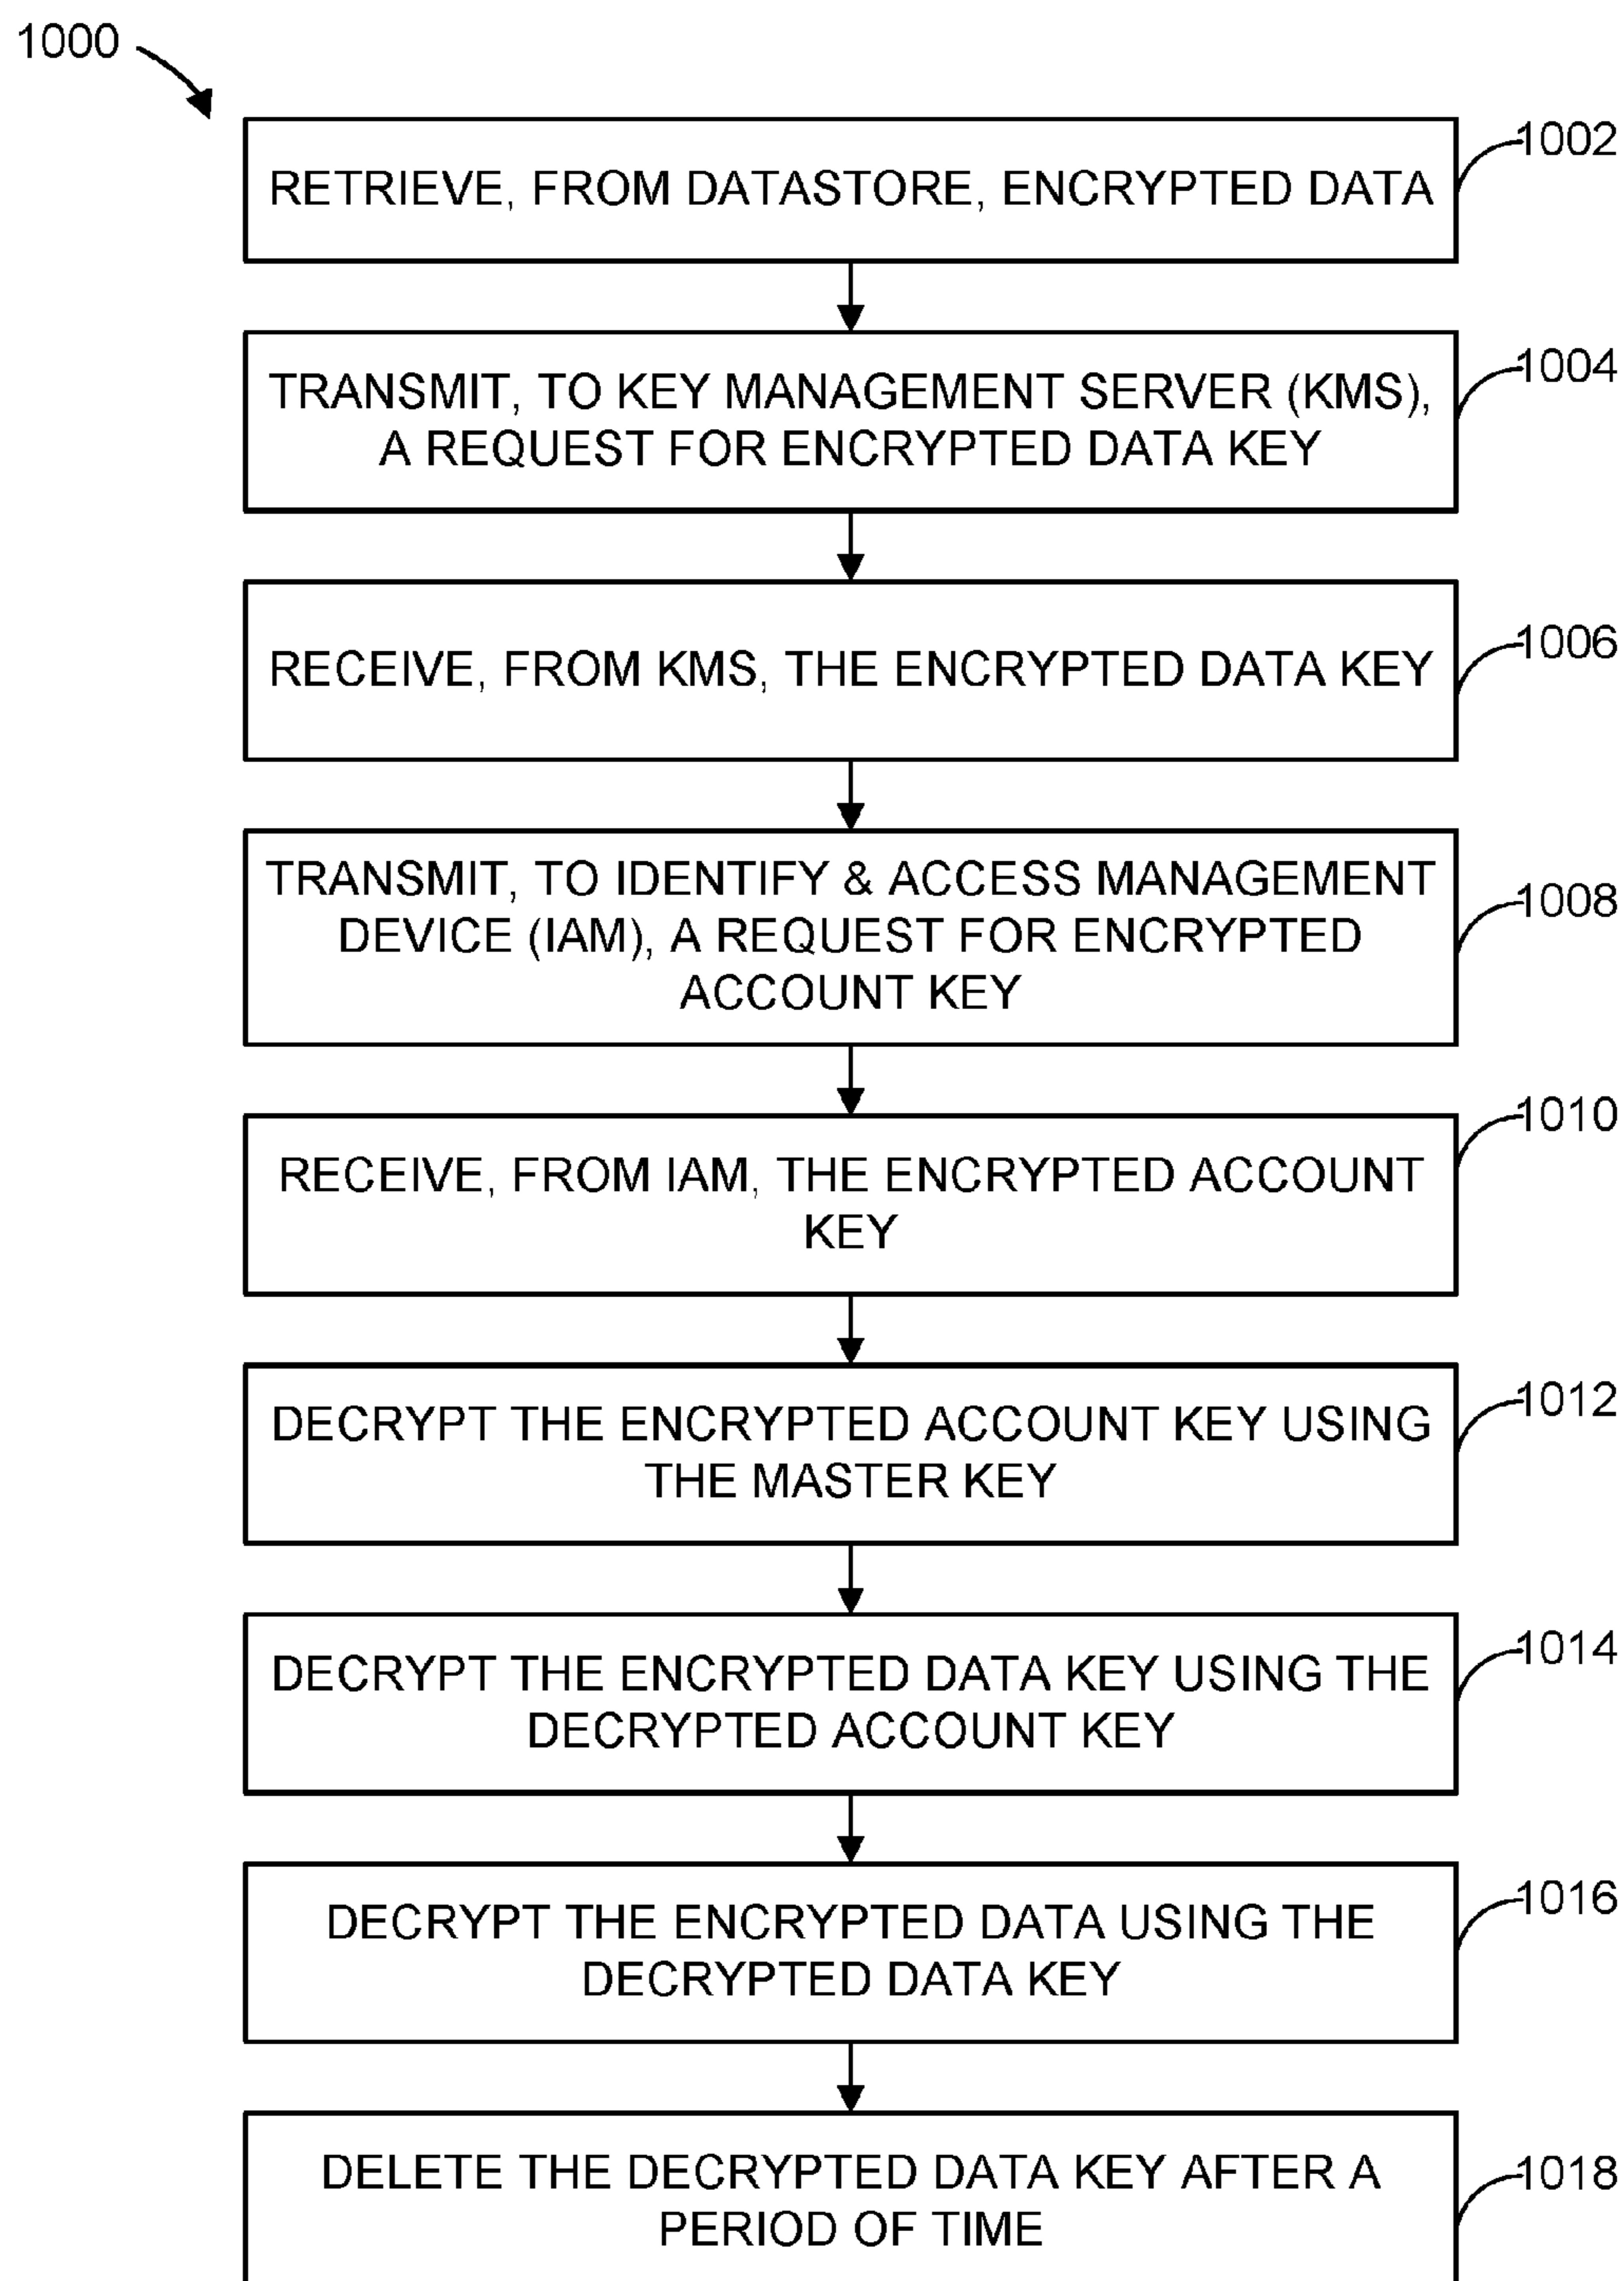 1000
1002
RETRIEVE, FROM DATASTORE, ENCRYPTED DATA
1004
TRANSMIT, TO KEY MANAGEMENT SERVER (KMS),
A REQUEST FOR ENCRYPTED DATA KEY
1006
RECEIVE, FROM KMS, THE ENCRYPTED DATA KEY
TRANSMIT, TO IDENTIFY & ACCESS MANAGEMENT
1008
DEVICE (IAM), A REQUEST FOR ENCRYPTED
ACCOUNT KEY
1010
RECEIVE, FROM IAM, THE ENCRYPTED ACCOUNT
KEY
1012
DECRYPT THE ENCRYPTED ACCOUNT KEY USING
THE MASTER KEY
1014
DECRYPT THE ENCRYPTED DATA KEY USING THE
DECRYPTED ACCOUNT KEY
1016
DECRYPT THE ENCRYPTED DATA USING THE
DECRYPTED DATA KEY
1018
DELETE THE DECRYPTED DATA KEY AFTER A
PERIOD OF TIME